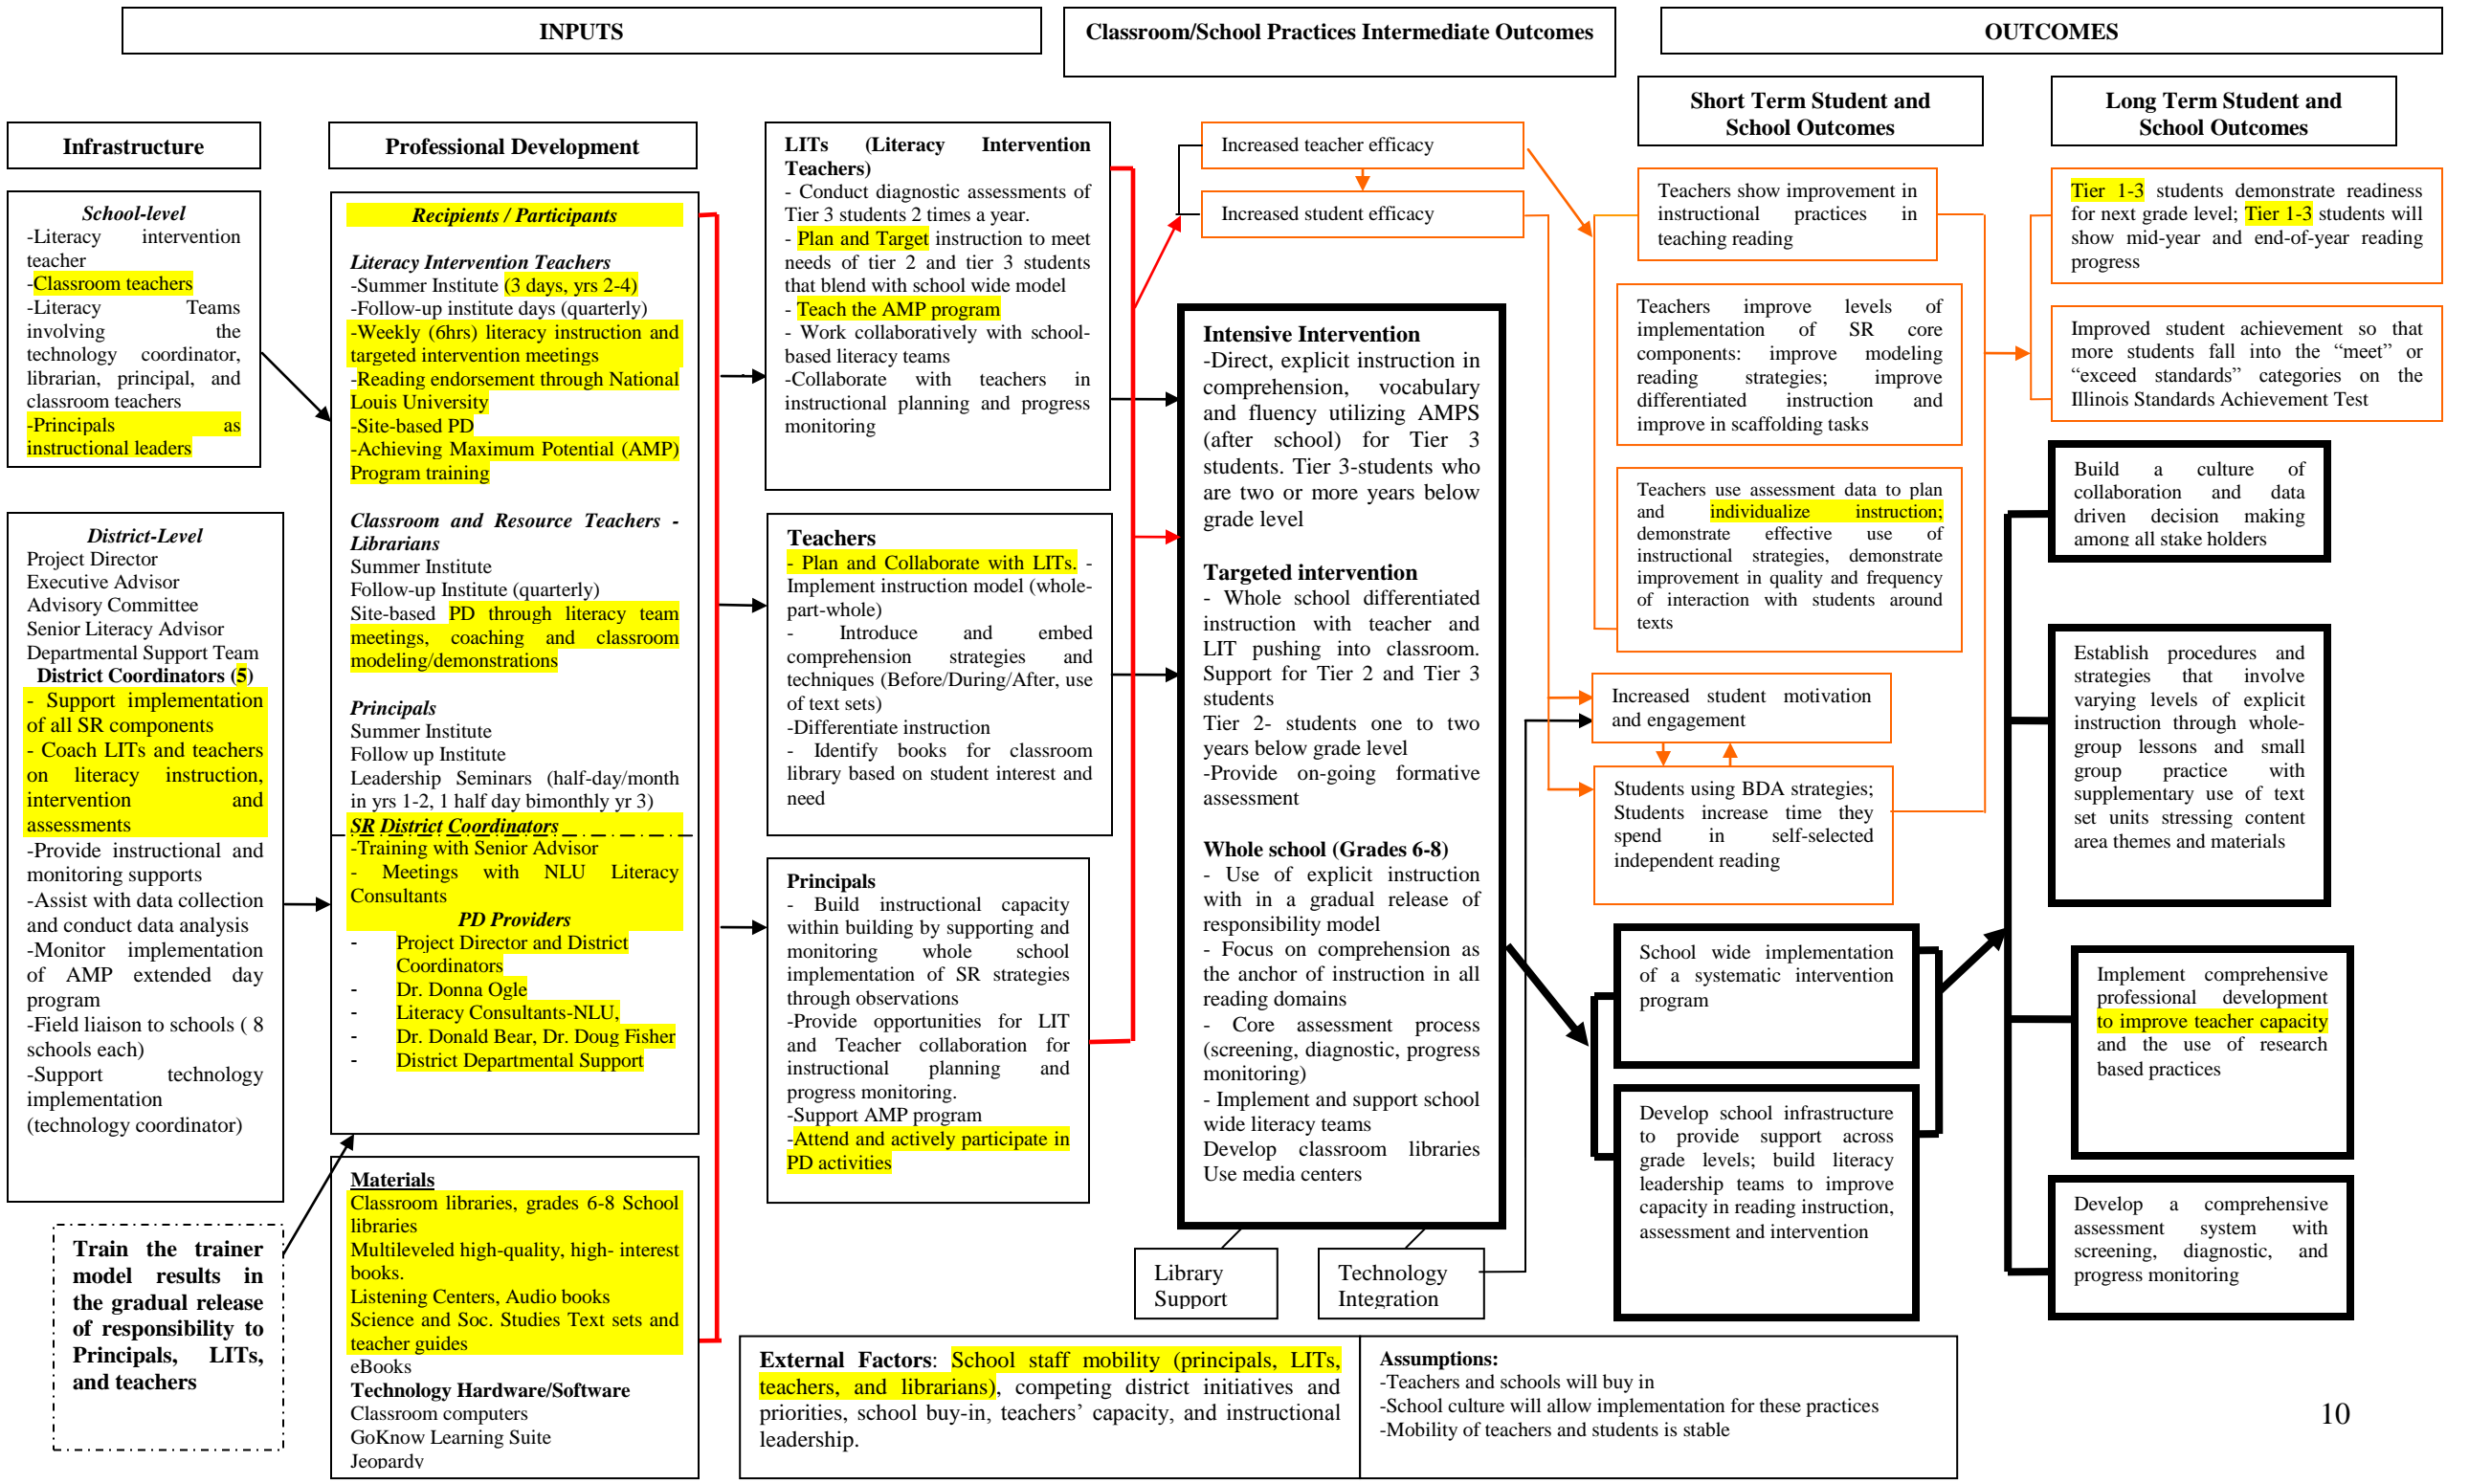 INPUTS
Classroom/School Practices Intermediate Outcomes
OUTCOMES
Short Term Student and
School Outcomes
Long Term Student and
School Outcomes
Infrastructure
Professional Development
School-level
-Literacy intervention
teacher
-Classroom teachers
-Literacy Teams
involving the
technology coordinator,
librarian, principal, and
classroom teachers
-Principals as
instructional leaders
District-Level
Project Director
Executive Advisor
Advisory Committee
Senior Literacy Advisor
Departmental Support Team
District Coordinators (5)
- Support implementation
of all SR components
- Coach LITs and teachers
on literacy instruction,
intervention and
assessments
-Provide instructional and
monitoring supports
-Assist with data collection
and conduct data analysis
-Monitor implementation
of AMP extended day
program
-Field liaison to schools ( 8
schools each)
-Support technology
implementation
(technology coordinator)
Train the trainer
model results in
the gradual release
of responsibility to
Principals, LITs,
and teachers
Recipients / Participants
Literacy Intervention Teachers
-Summer Institute (3 days, yrs 2-4)
-Follow-up institute days (quarterly)
-Weekly (6hrs) literacy instruction and
targeted intervention meetings
-Reading endorsement through National
Louis University
-Site-based PD
-Achieving Maximum Potential (AMP)
Program training
Classroom and Resource Teachers -
Librarians
Summer Institute
Follow-up Institute (quarterly)
Site-based PD through literacy team
meetings, coaching and classroom
modeling/demonstrations
Principals
Summer Institute
Follow up Institute
Leadership Seminars (half-day/month
in yrs 1-2, 1 half day bimonthly yr 3)
SR District Coordinators
-Training with Senior Advisor
- Meetings with NLU Literacy
Consultants
PD Providers
- Project Director and District
Coordinators
- Dr. Donna Ogle
- Literacy Consultants-NLU,
- Dr. Donald Bear, Dr. Doug Fisher
- District Departmental Support
Materials
Classroom libraries, grades 6-8 School
libraries
Multileveled high-quality, high- interest
books.
Listening Centers, Audio books
Science and Soc. Studies Text sets and
teacher guides
eBooks
Technology Hardware/Software
Classroom computers
GoKnow Learning Suite
Jeopardy
LITs (Literacy Intervention
Teachers)
- Conduct diagnostic assessments of
Tier 3 students 2 times a year.
- Plan and Target instruction to meet
needs of tier 2 and tier 3 students
that blend with school wide model
- Teach the AMP program
- Work collaboratively with school-
based literacy teams
-Collaborate with teachers in
instructional planning and progress
monitoring
Teachers
- Plan and Collaborate with LITs. -
Implement instruction model (whole-
part-whole)
- Introduce and embed
comprehension strategies and
techniques (Before/During/After, use
of text sets)
-Differentiate instruction
- Identify books for classroom
library based on student interest and
need
Principals
- Build instructional capacity
within building by supporting and
monitoring whole school
implementation of SR strategies
through observations
-Provide opportunities for LIT
and Teacher collaboration for
instructional planning and
progress monitoring.
-Support AMP program
-Attend and actively participate in
PD activities
Increased teacher efficacy
Increased student efficacy
Intensive Intervention
-Direct, explicit instruction in
comprehension, vocabulary
and fluency utilizing AMPS
(after school) for Tier 3
students. Tier 3-students who
are two or more years below
grade level
Targeted intervention
- Whole school differentiated
instruction with teacher and
LIT pushing into classroom.
Support for Tier 2 and Tier 3
students
Tier 2- students one to two
years below grade level
-Provide on-going formative
assessment
Whole school (Grades 6-8)
- Use of explicit instruction
with in a gradual release of
responsibility model
- Focus on comprehension as
the anchor of instruction in all
reading domains
- Core assessment process
(screening, diagnostic, progress
monitoring)
- Implement and support school
wide literacy teams
Develop classroom libraries
Use media centers
Library
Support
Technology
Integration
Teachers show improvement in
instructional practices in
teaching reading
Teachers improve levels of
implementation of SR core
components: improve modeling
reading strategies; improve
differentiated instruction and
improve in scaffolding tasks
Teachers use assessment data to plan
and individualize instruction;
demonstrate effective use of
instructional strategies, demonstrate
improvement in quality and frequency
of interaction with students around
texts
Increased student motivation
and engagement
Students using BDA strategies;
Students increase time they
spend in self-selected
independent reading
School wide implementation
of a systematic intervention
program
Develop school infrastructure
to provide support across
grade levels; build literacy
leadership teams to improve
capacity in reading instruction,
assessment and intervention
Tier 1-3 students demonstrate readiness
for next grade level; Tier 1-3 students will
show mid-year and end-of-year reading
progress
Improved student achievement so that
more students fall into the “meet” or
“exceed standards” categories on the
Illinois Standards Achievement Test
Build a culture of
collaboration and data
driven decision making
among all stake holders
Establish procedures and
strategies that involve
varying levels of explicit
instruction through whole-
group lessons and small
group practice with
supplementary use of text
set units stressing content
area themes and materials
Implement comprehensive
professional development
to improve teacher capacity
and the use of research
based practices
Develop a comprehensive
assessment system with
screening, diagnostic, and
progress monitoring
External Factors: School staff mobility (principals, LITs,
teachers, and librarians), competing district initiatives and
priorities, school buy-in, teachers’ capacity, and instructional
leadership.
Assumptions:
-Teachers and schools will buy in
-School culture will allow implementation for these practices
-Mobility of teachers and students is stable
10